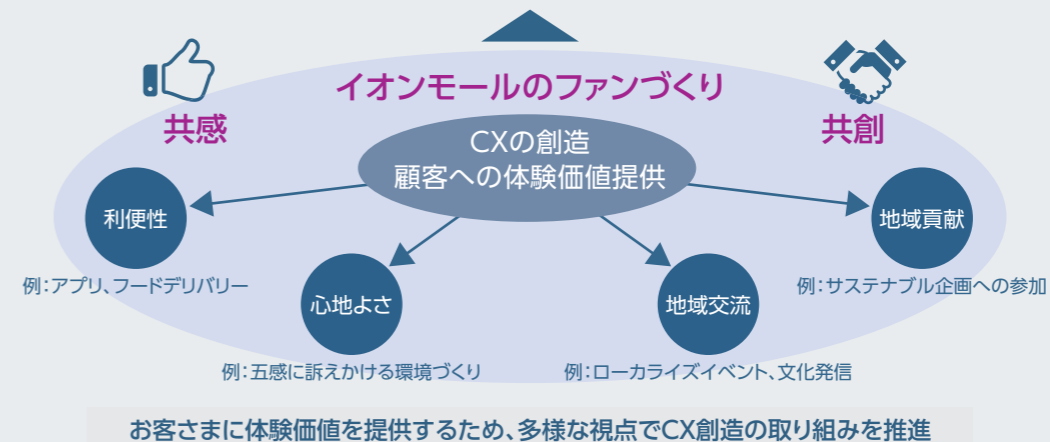 イオンモールのファンづくり
共感
共創
CXの創造
顧客への体験価値提供
利便性
地域貢献
例：アプリ、フードデリバリー
例：サステナブル企画への参加
心地よさ
地域交流
例：五感に訴えかける環境づくり
例：ローカライズイベント、文化発信
お客さまに体験価値を提供するため、多様な視点でCX創造の取り組みを推進